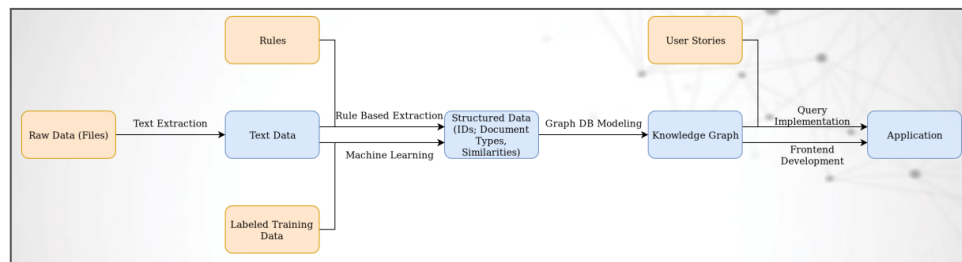 Rules
User Stories
Raw Data (Files)
Text Extraction
Text Data
Rule Based Extraction
Machine Learning
Structured Data
(IDs; Document
Types,
Similarities)
Graph DB Modeling
Knowledge Graph
Query
Implementation
Frontend
Development
Application
Labeled Training
Data